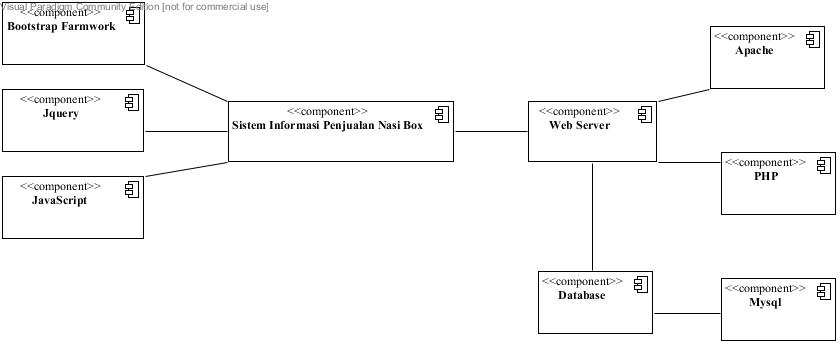 Visual Paradigm Community Edition [not for commercial use]
<<component>>
Bootstrap Farmwork
<<component>>
Jquery
<<component>>
JavaScript
<<component>>
Sistem Informasi Penjualan Nasi Box
<<component>>
Web Server
<<component>>
Apache
<<component>>
PHP
<<component>>
Database
<<component>>
Mysql